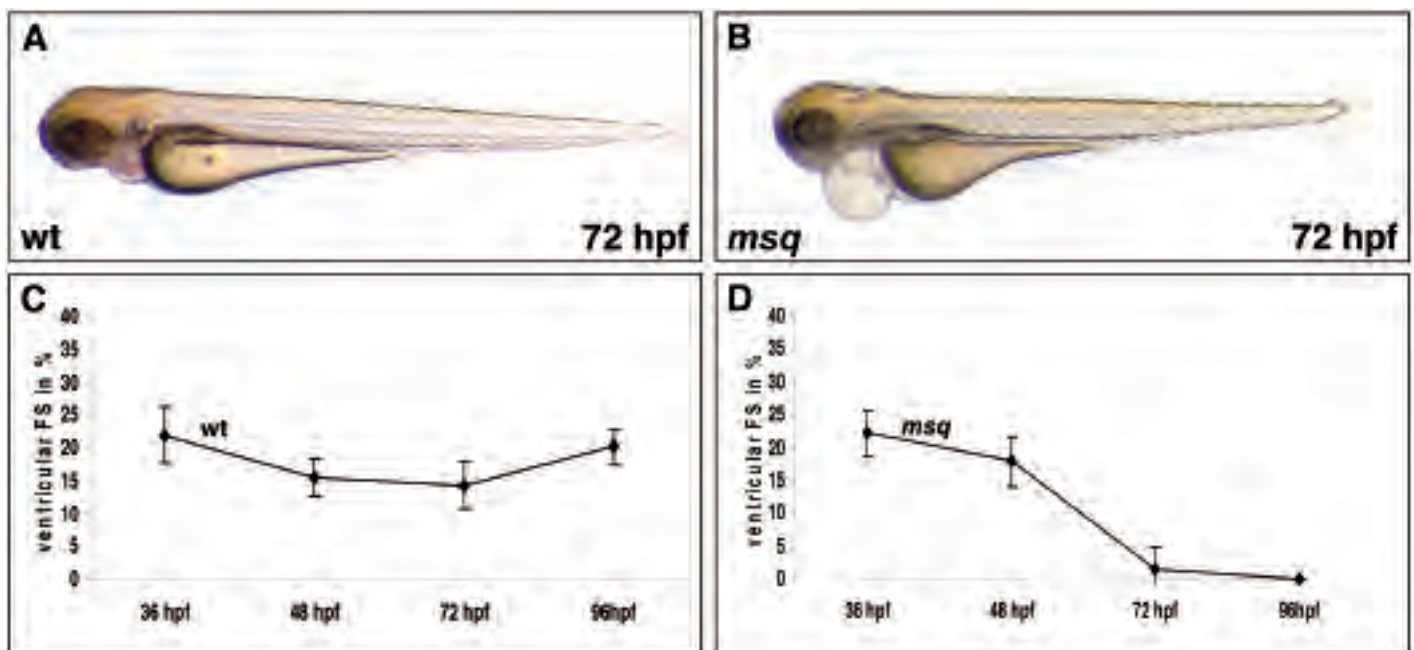 A
wt
72 hpf
B
msq
72 hpf
C
ventricular FS in %
40
35
30
25
20
15
10
5
0
wt
36 hpf
48 hpf
72 hpf
96hpf
D
ventricular FS in %
40
35
30
25
20
15
10
5
0
msq
36 hpf
48 hpf
72 hpf
96hpf